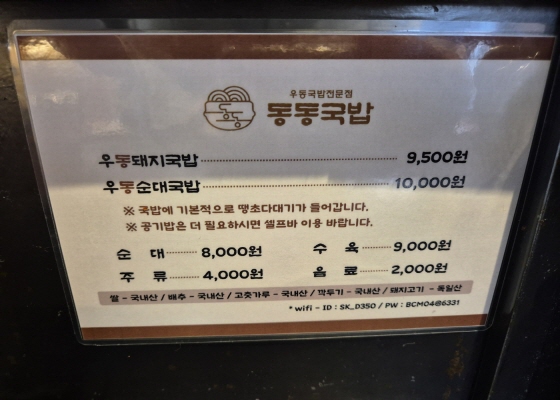 우동국밥전문점
동동국밥
우동돼지국밥 9,500원
우동순대국밥 10,000원
※ 국밥에 기본적으로 땡초다대기가 들어갑니다.
※ 공기밥은 더 필요하시면 셀프바 이용 바랍니다.
순 대 8,000원 수 육 9,000원
주 류 4,000원 음 료 2,000원
쌀 - 국내산 / 배추 - 국내산 / 고춧가루 - 국내산 / 깍두기 - 국내산 / 돼지고기 - 독일산
* wifi - ID : SK_D350 / PW : BCM04@6331